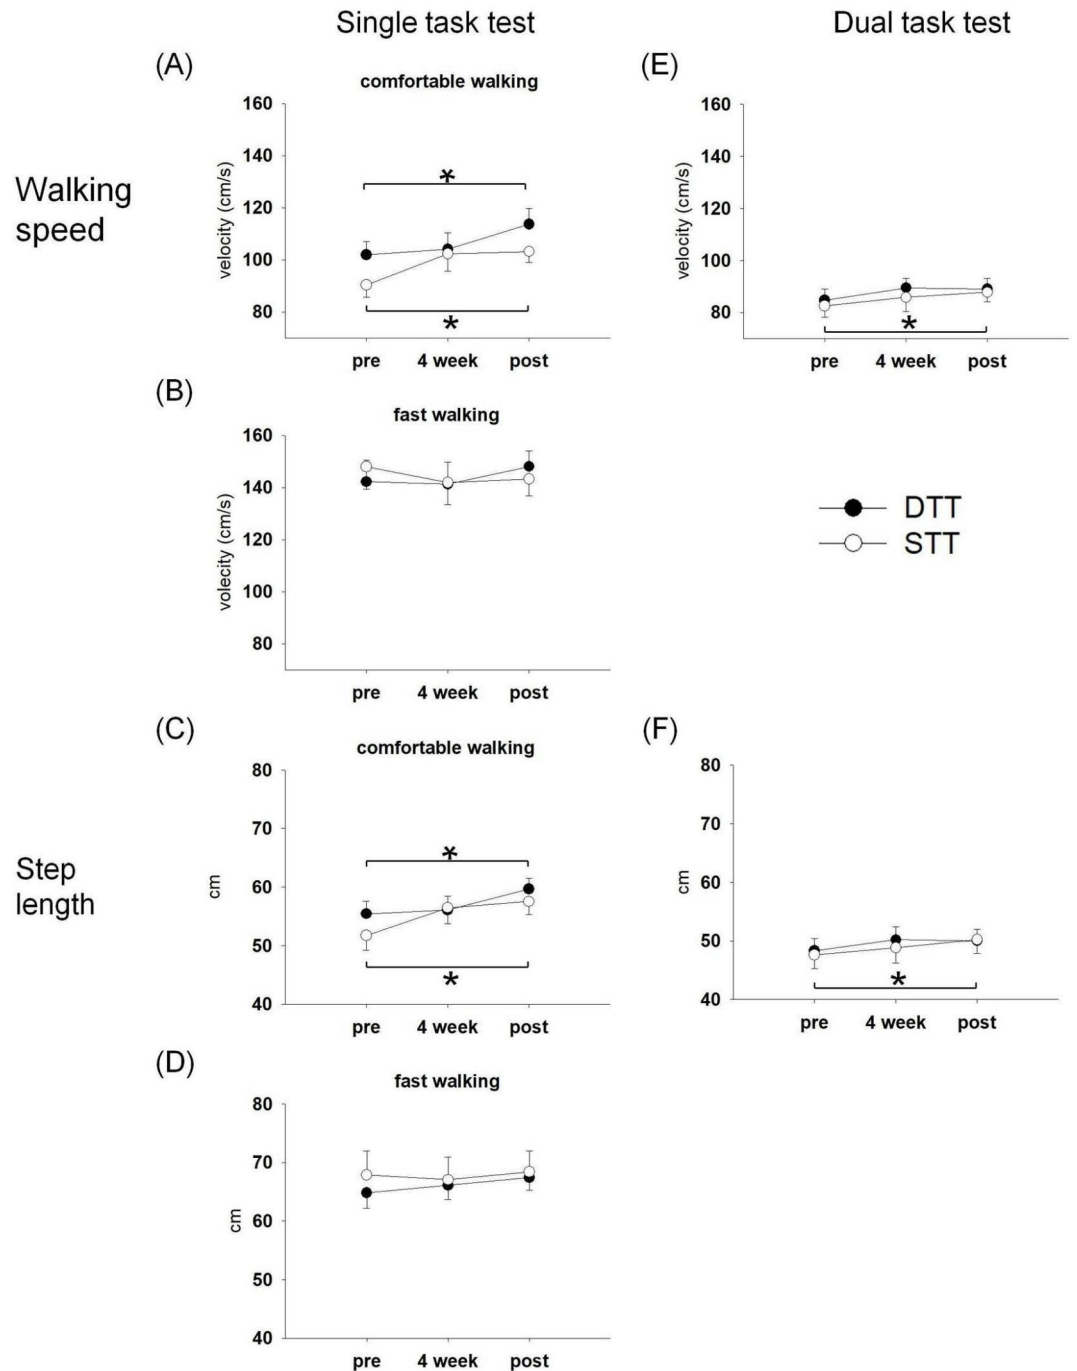 Single task test
Dual task test
(A)
(E)
comfortable walking
160
140
120
100
80
velocity (cm/s)
*
*
pre 4 week post
160
140
120
100
80
velocity (cm/s)
*
pre 4 week post
Walking
speed
(B)
fast walking
160
140
120
100
80
volecity (cm/s)
pre 4 week post
DTT
STT
(C)
(F)
comfortable walking
80
70
60
50
40
cm
*
*
pre 4 week post
80
70
60
50
40
cm
*
pre 4 week post
Step
length
(D)
fast walking
80
70
60
50
40
cm
pre 4 week post